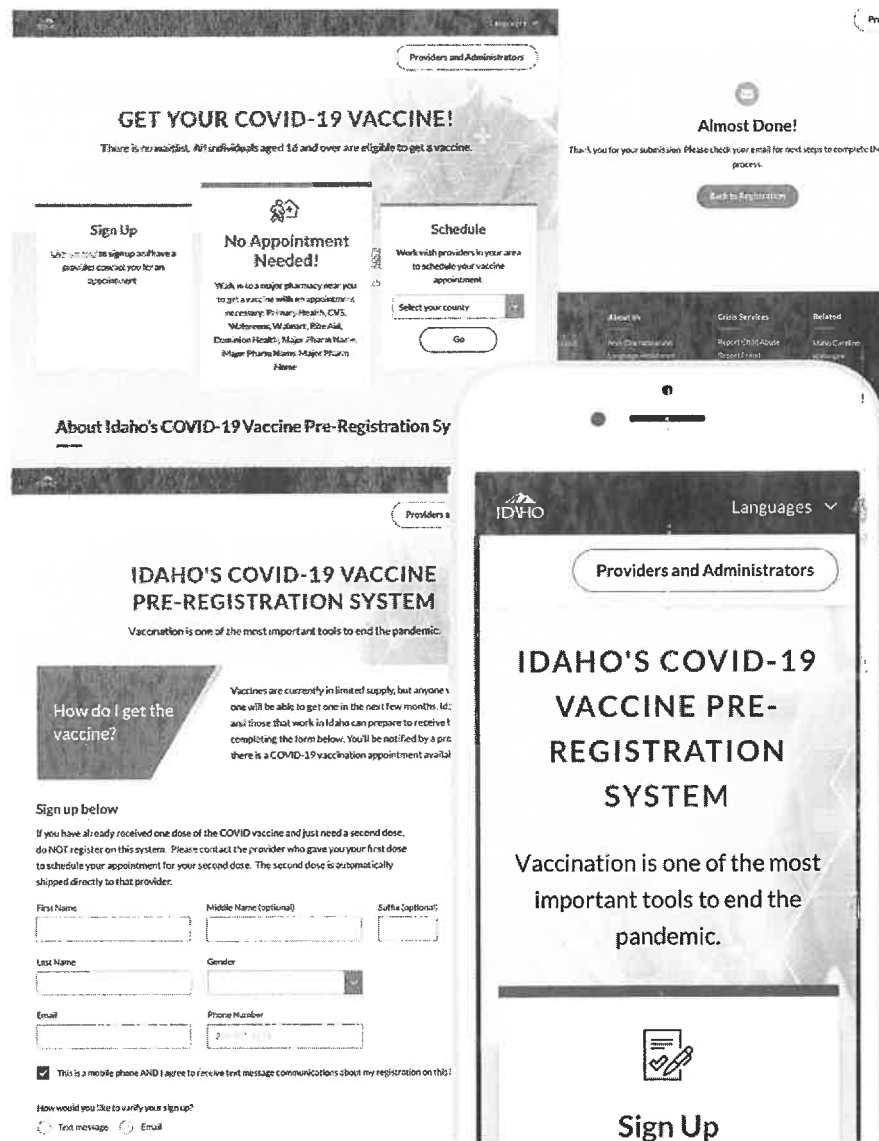 Languages
Providers and Administrators
GET YOUR COVID-19 VACCINE!
There is no waitlist. All individuals aged 16 and over are eligible to get a vaccine.
Sign Up
to sign up and have a
provider contact you for an
appointment
No Appointment
Needed!
Walk in to a major pharmacy near you
to get a vaccine with an appointment
necessary: Primary Health, CVS,
Walgreens, Walmart, Rite Aid,
Dominion Health, Major Pharm Name,
Major Pharm Name, Major Pharm
Name
Schedule
Work with providers in your area
to schedule your vaccine
appointment
Select your county
Go
About Idaho's COVID-19 Vaccine Pre-Registration Sy
Pr
Almost Done!
Thank you for your submission. Please check your email for next steps to complete the
process.
Back to Registration
About Us
Crisis Services
Related
Report Child Abuse
Report Fraud
Providers a
IDAHO'S COVID-19 VACCINE
PRE-REGISTRATION SYSTEM
Vaccination is one of the most important tools to end the pandemic.
How do I get the
vaccine?
Vaccines are currently in limited supply, but anyone
one will be able to get one in the next few months.
and those that work in Idaho can prepare to receive
completing the form below. You'll be notified by a
there is a COVID-19 vaccination appointment
Sign up below
If you have already received one dose of the COVID vaccine and just need a second dose,
do NOT register on this system. Please contact the provider who gave you your first dose
to schedule your appointment for your second dose. The second dose is automatically
shipped directly to that provider.
First Name
Middle Name (optional)
Suffix (optional)
Last Name
Gender
Email
Phone Number
This is a mobile phone AND I agree to receive text message communications about my registration on this
How would you like to varify your sign up?
Text message
Email
IDAHO
Languages
Providers and Administrators
IDAHO'S COVID-19
VACCINE PRE-
REGISTRATION
SYSTEM
Vaccination is one of the most
important tools to end the
pandemic.
Sign Up